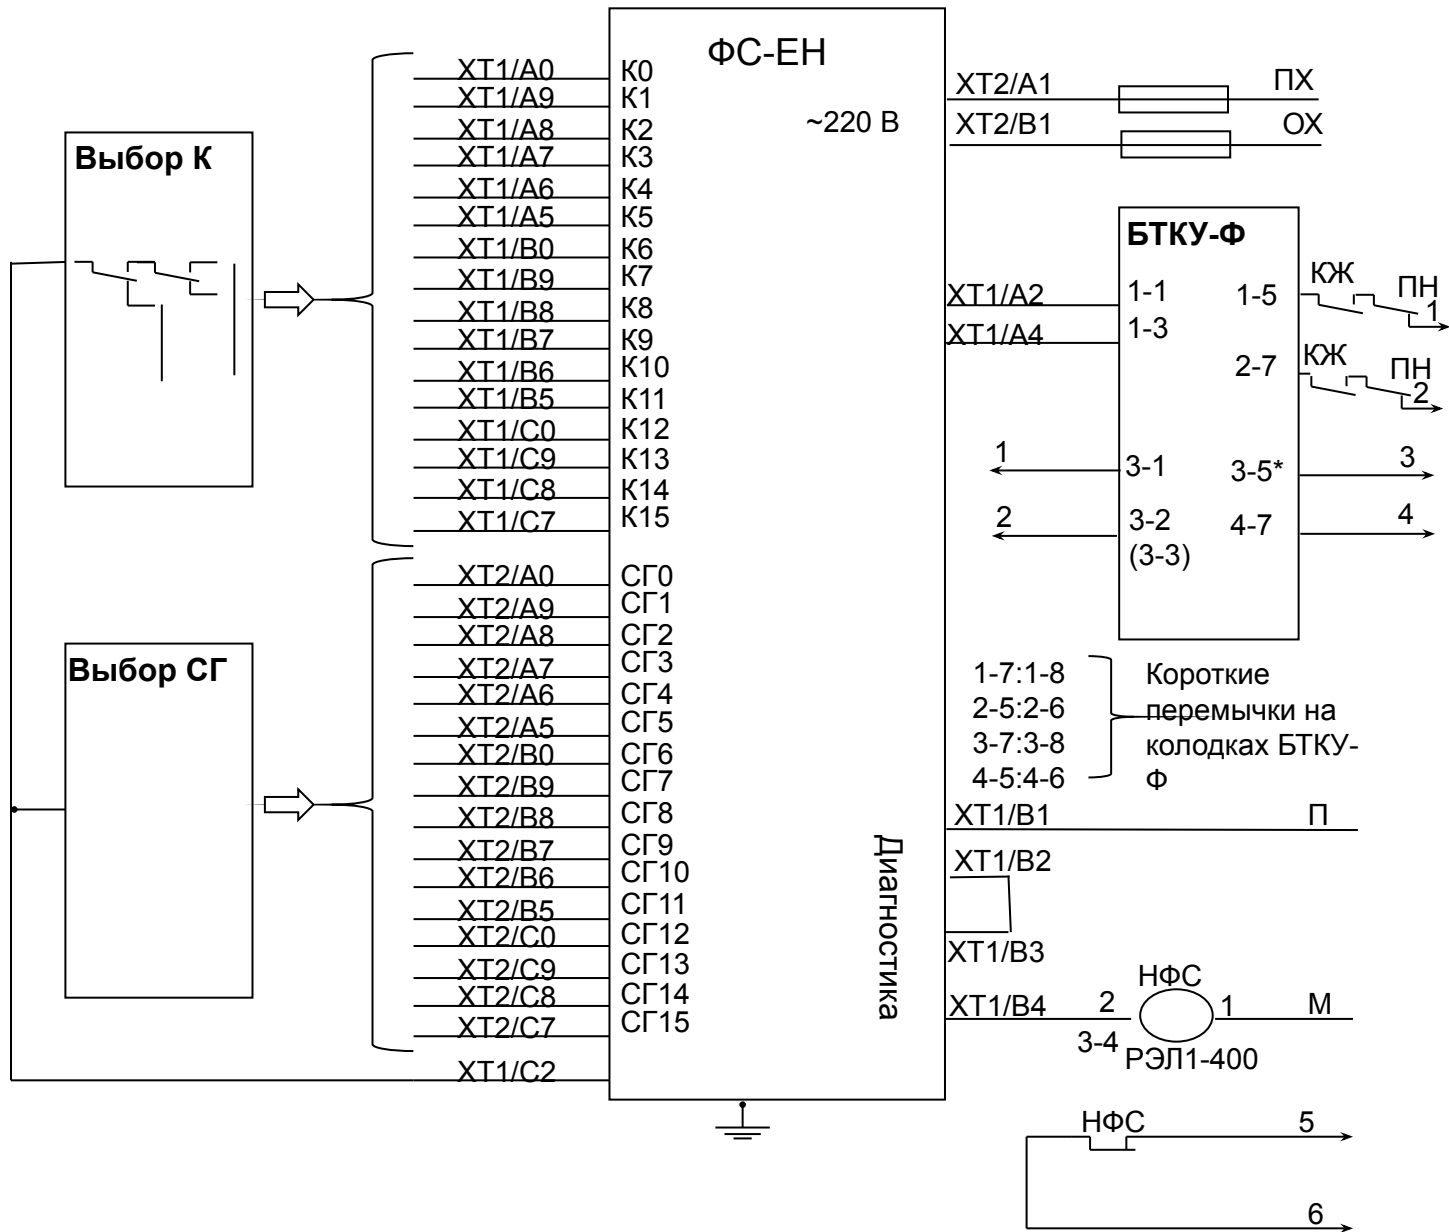 ФС-ЕН
~220 В
Выбор К
XT1/A0 К0
XT1/A9 К1
XT1/A8 К2
XT1/A7 К3
XT1/A6 К4
XT1/A5 К5
XT1/B0 К6
XT1/B9 К7
XT1/B8 К8
XT1/B7 К9
XT1/B6 К10
XT1/B5 К11
XT1/C0 К12
XT1/C9 К13
XT1/C8 К14
XT1/C7 К15
Выбор СГ
XT2/A0 СГ0
XT2/A9 СГ1
XT2/A8 СГ2
XT2/A7 СГ3
XT2/A6 СГ4
XT2/A5 СГ5
XT2/B0 СГ6
XT2/B9 СГ7
XT2/B8 СГ8
XT2/B7 СГ9
XT2/B6 СГ10
XT2/B5 СГ11
XT2/C0 СГ12
XT2/C9 СГ13
XT2/C8 СГ14
XT2/C7 СГ15
XT1/C2
Диагностика
XT2/A1 ПХ
XT2/B1 ОХ
БТКУ-Ф
XT1/A2 1-1 1-5 КЖ ПН 1
XT1/A4 1-3
2-7 КЖ ПН 2
1 3-1 3-5* 3
2 3-2 4-7 4
(3-3)
1-7:1-8
2-5:2-6
3-7:3-8
4-5:4-6
Короткие
перемычки на
колодках БТКУ-
Ф
XT1/B1 П
XT1/B2
XT1/B3
НФС
XT1/B4 2 1 М
3-4 РЭЛ1-400
НФС 5
6